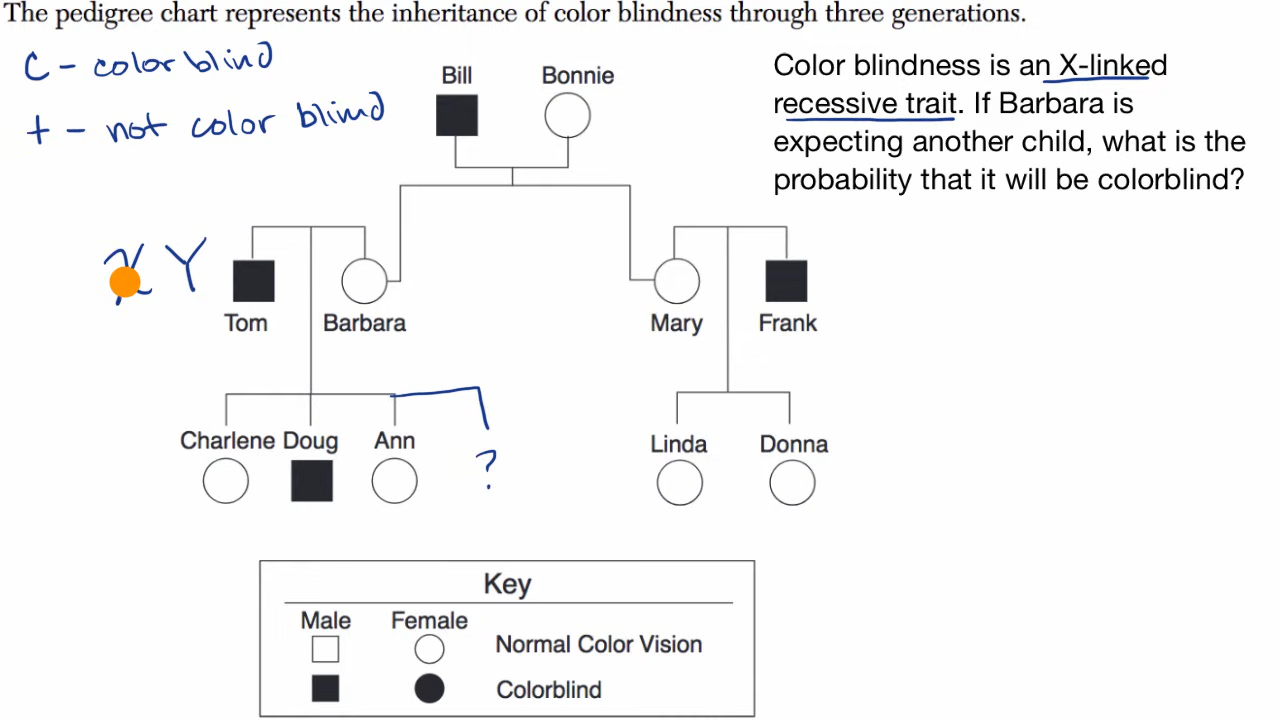 The pedigree chart represents the inheritance of color blindness through three generations.
C - color blind
+ - not color blind
Color blindness is an X-linked
recessive trait. If Barbara is
expecting another child, what is the
probability that it will be colorblind?
Bill Bonnie
X Y
Tom Barbara Mary Frank
Charlene Doug Ann Linda Donna
?
Key
Male Female
Normal Color Vision
Colorblind